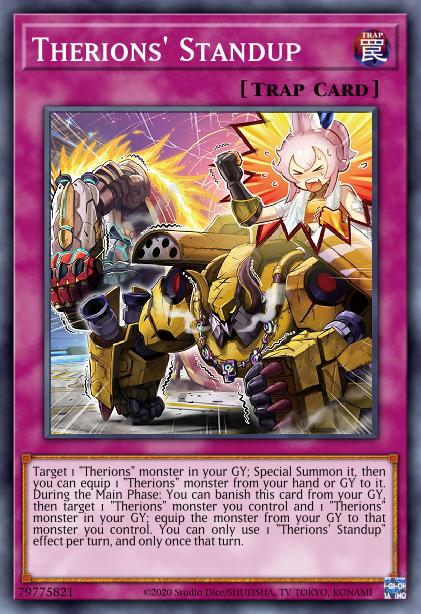 Therions' Standup
TRAP
罠
[Trap Card]
Target 1 "Therions" monster in your GY; Special Summon it, then
you can equip 1 "Therions" monster from your hand or GY to it.
During the Main Phase: You can banish this card from your GY,
then target 1 "Therions" monster you control and 1 "Therions"
monster in your GY; equip the monster from your GY to that
monster you control. You can only use 1 "Therions' Standup"
effect per turn, and only once that turn.
79775821
©2020 Studio Dice/SHUEISHA, TV TOKYO, KONAMI